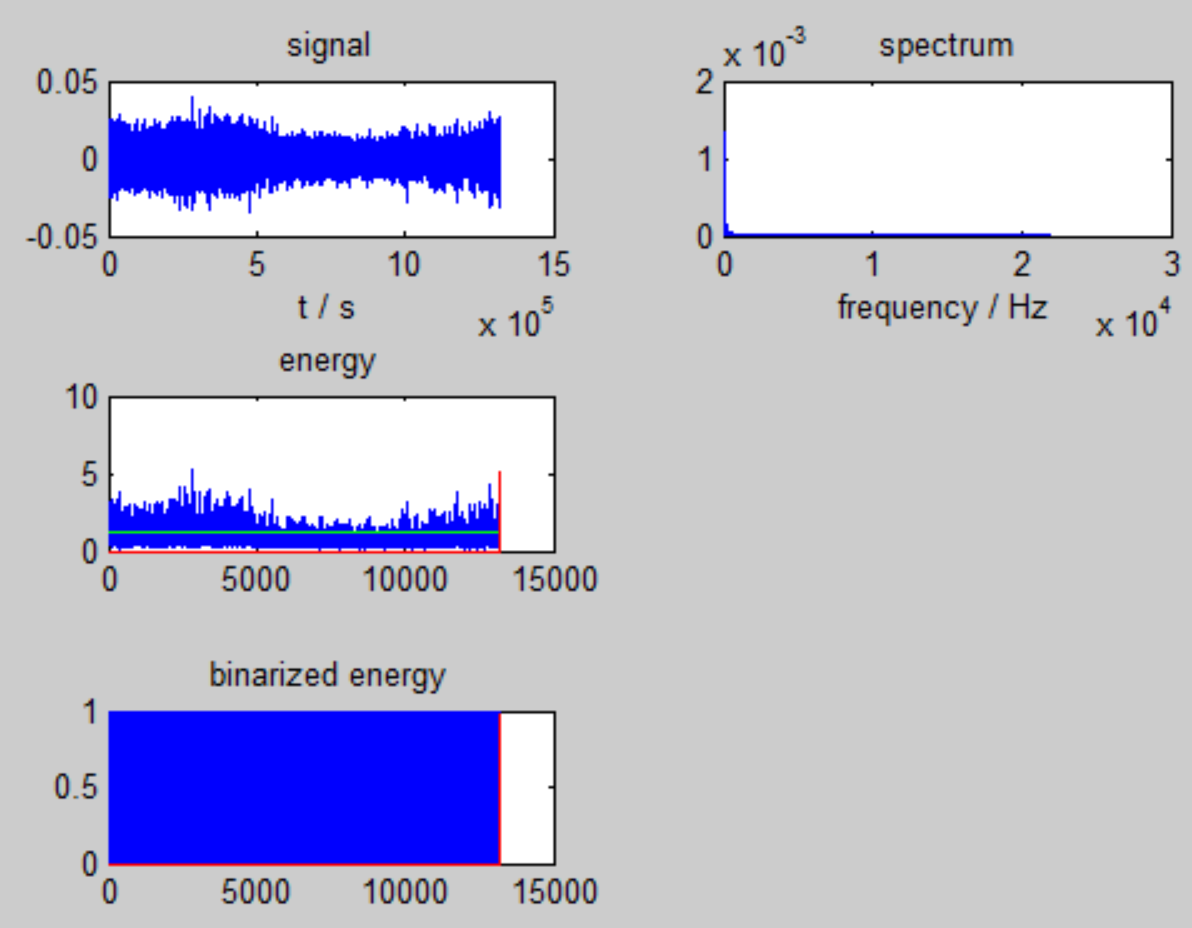 signal
0.05
0
-0.05
0 5 10 15
t / s
x 10^5
x 10^-3
spectrum
2
1
0
0 1 2 3
frequency / Hz
x 10^4
energy
10
5
0
0 5000 10000 15000
binarized energy
1
0.5
0
0 5000 10000 15000